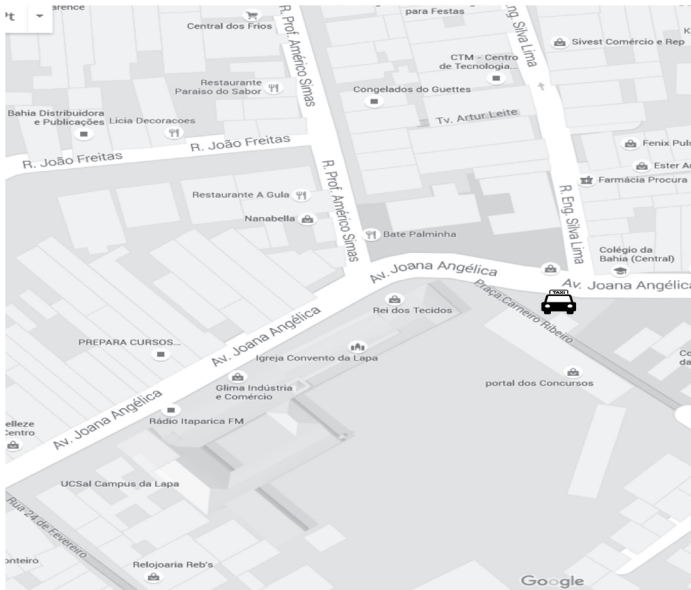 arence
para Festas
Central dos Frios
R. Prof. Américo Simas
ng. Silva Lima
Sivest Comércio e Rep
CTM - Centro
de Tecnologia...
Restaurante
Paraiso do Sabor
Congelados do Guettes
Bahia Distribuidora
e Publicações
Licia Decoracoes
Tv. Artur Leite
R. João Freitas
R. João Freitas
Fenix Puls
Ester A
Farmácia Procura
R. Prof. Américo Simas
Restaurante A Gula
Nanabella
R. Eng. Silva Lima
Bate Palminha
Colégio da
Bahia (Central)
Av. Joana Angélica
Av. Joana Angélica
TAXI
Praça Carneiro Ribeiro
Rei dos Tecidos
Av. Joana Angélica
PREPARA CURSOS...
Igreja Convento da Lapa
Co
da
portal dos Concursos
Glima Indústria
e Comércio
Av. Joana Angélica
Rádio Itaparica FM
elleze
Centro
UCSal Campus da Lapa
Rua 24 de Fevereiro
onteiro
Relojoaria Reb's
Google